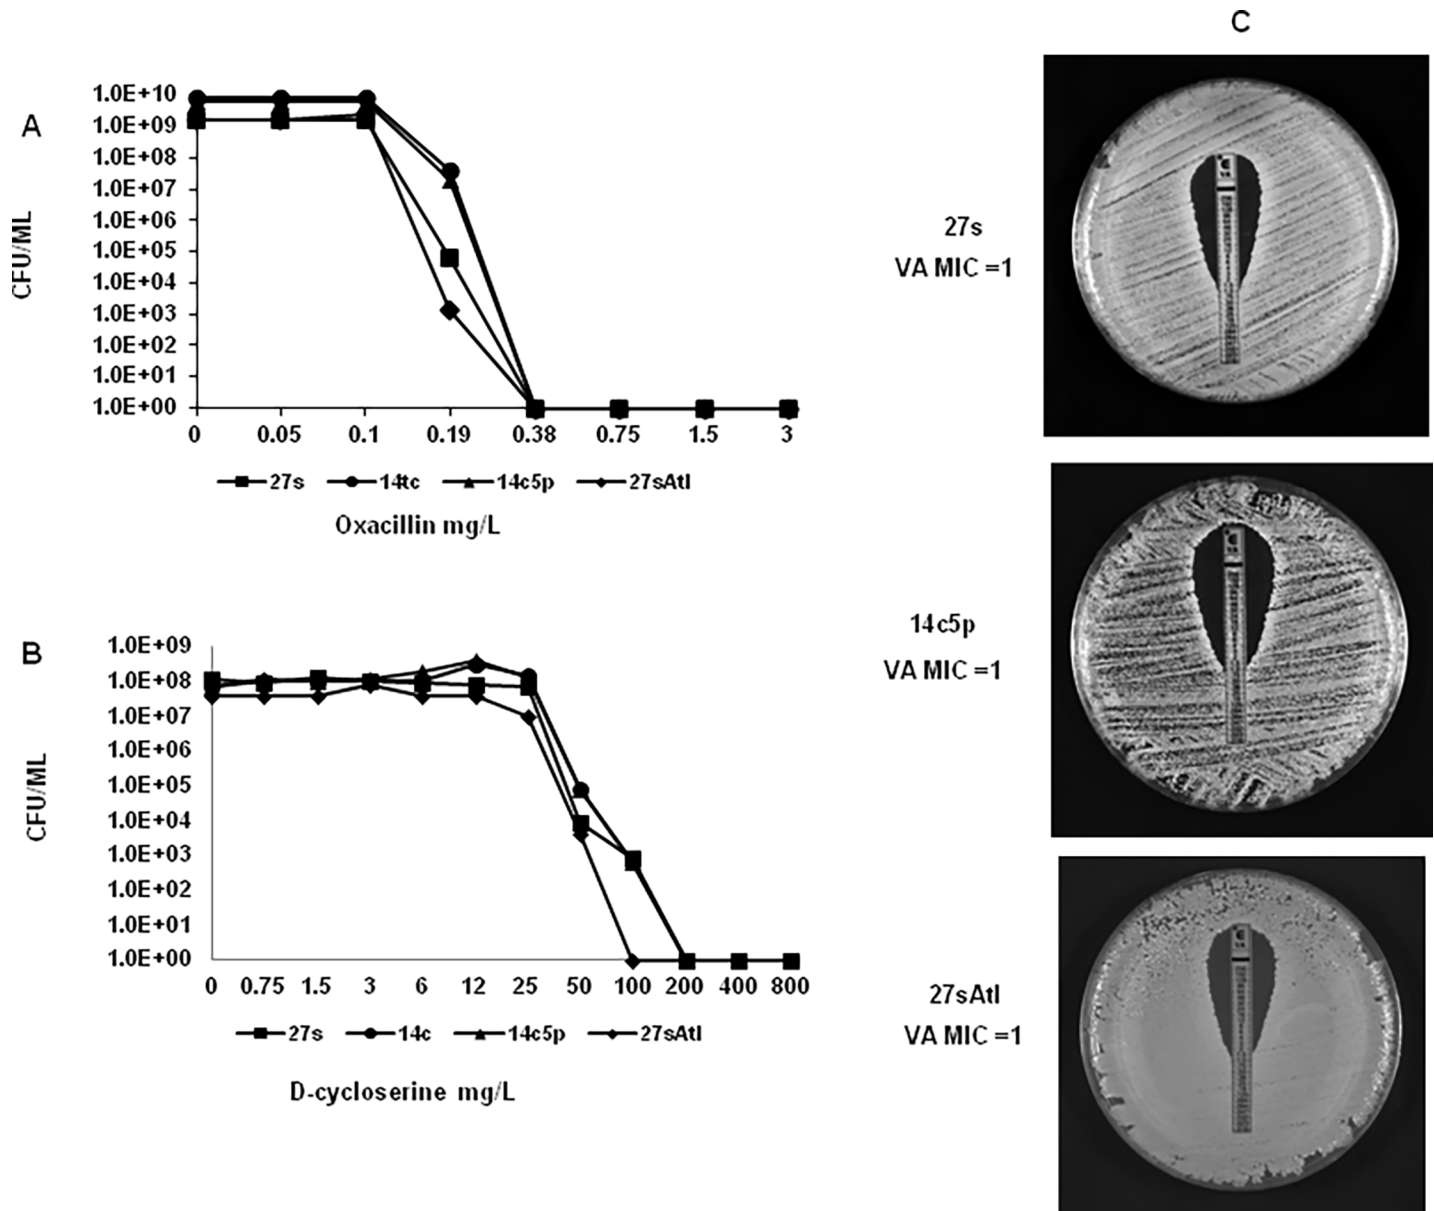 C
A
1.0E+10
1.0E+09
1.0E+08
1.0E+07
1.0E+06
1.0E+05
1.0E+04
1.0E+03
1.0E+02
1.0E+01
1.0E+00
CFU/ML
0 0.05 0.1 0.19 0.38 0.75 1.5 3
27s 14tc 14c5p 27sAtl
Oxacillin mg/L
B
1.0E+09
1.0E+08
1.0E+07
1.0E+06
1.0E+05
1.0E+04
1.0E+03
1.0E+02
1.0E+01
1.0E+00
CFU/ML
0 0.75 1.5 3 6 12 25 50 100 200 400 800
27s 14c 14c5p 27sAtl
D-cycloserine mg/L
27s
VA MIC =1
14c5p
VA MIC =1
27sAtl
VA MIC =1